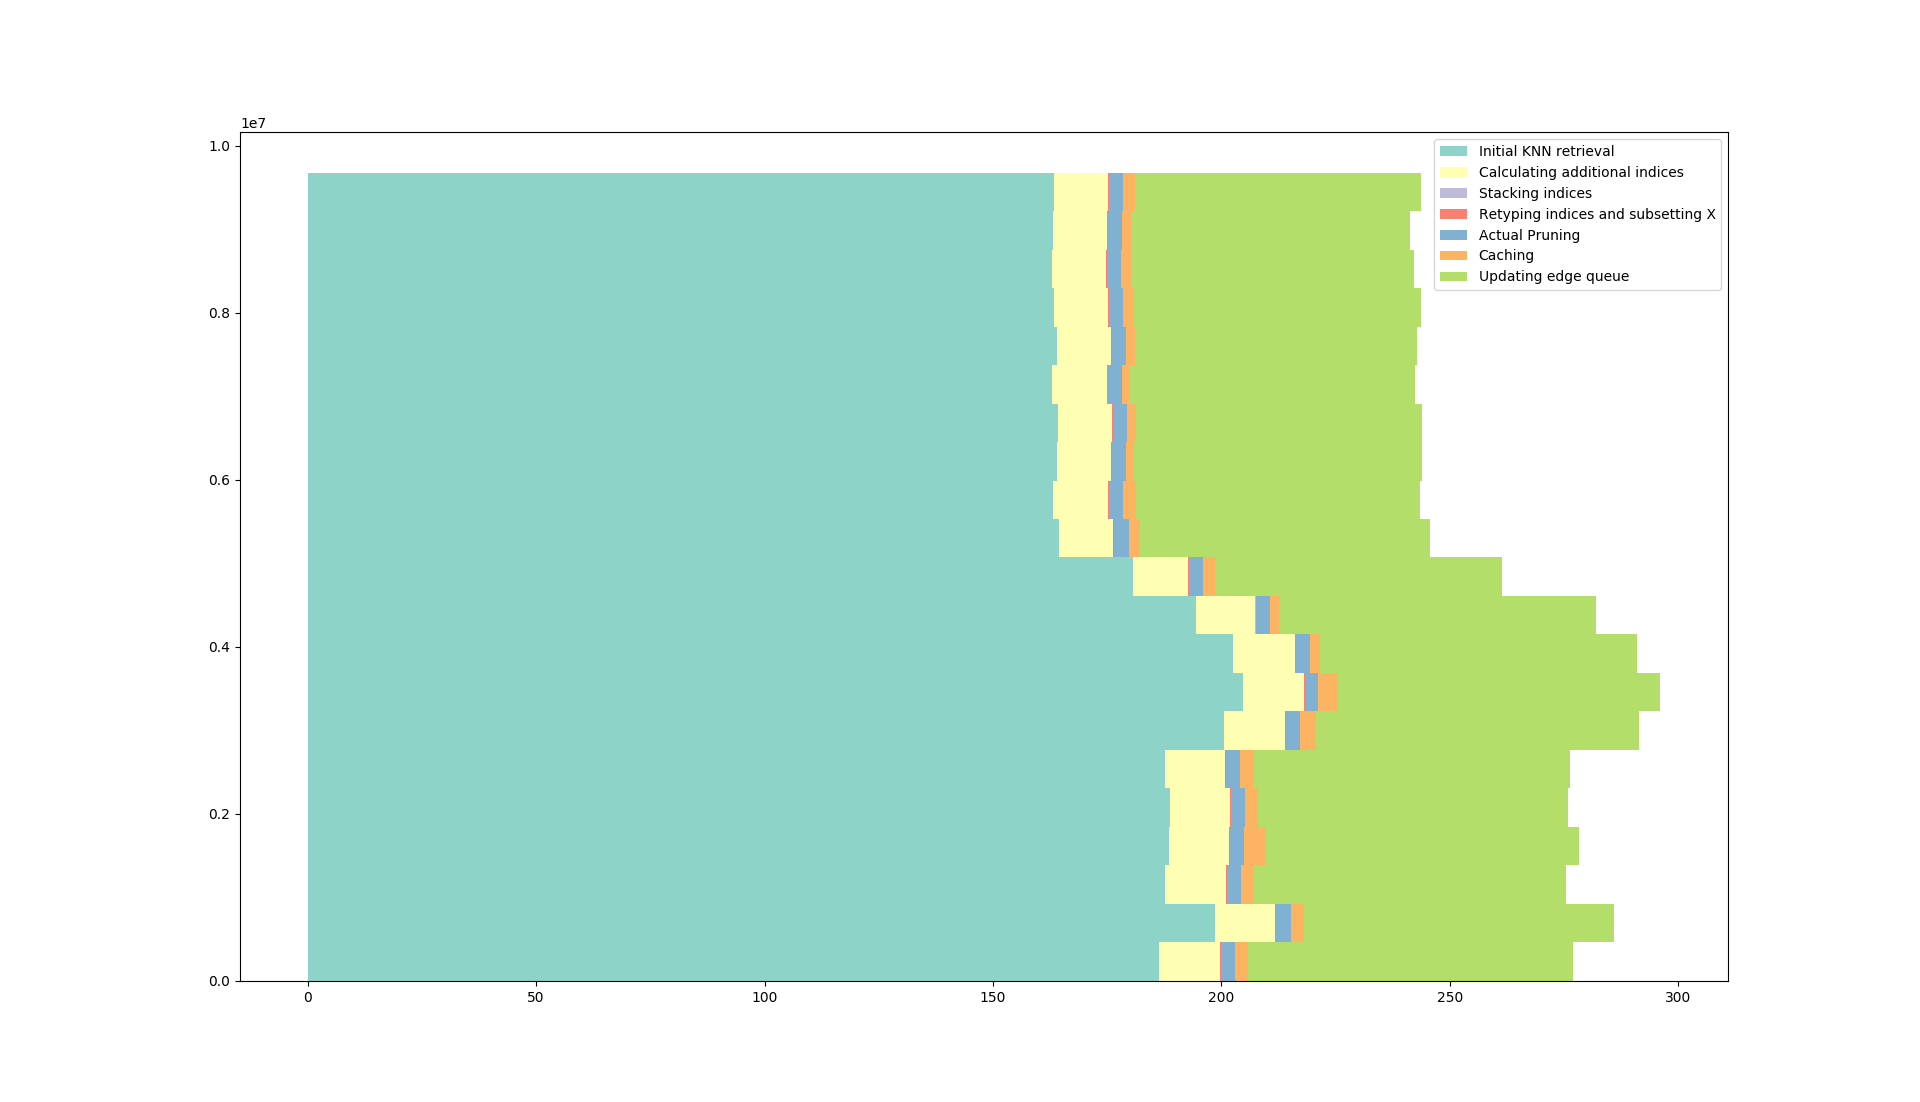 1e7
1.0
0.8
0.6
0.4
0.2
0.0
0
50
100
150
200
250
300
Initial KNN retrieval
Calculating additional indices
Stacking indices
Retyping indices and subsetting X
Actual Pruning
Caching
Updating edge queue